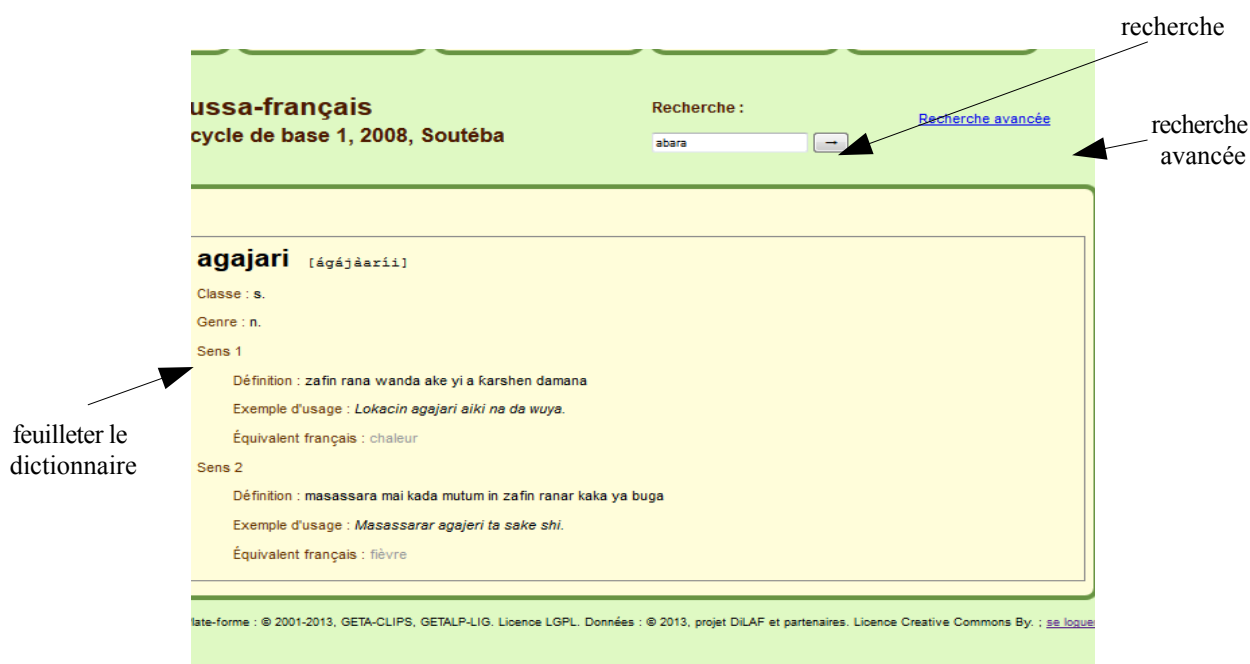 recherche
ussa-français
cycle de base 1, 2008, Soutéba
Recherche :
abara
→
Recherche avancée
recherche
avancée
agajari [ágájàaríi]
Classe : s.
Genre : n.
Sens 1
Définition : zafin rana wanda ake yi a ƙarshen damana
Exemple d'usage : Lokacin agajari aiki na da wuya.
Équivalent français : chaleur
feuilleter le
dictionnaire
Sens 2
Définition : masassara mai kada mutum in zafin ranar kaka ya buga
Exemple d'usage : Masassarar agajeri ta sake shi.
Équivalent français : fièvre
late-forme : © 2001-2013, GETA-CLIPS, GETALP-LIG. Licence LGPL. Données : © 2013, projet DiLAF et partenaires. Licence Creative Commons By. ; se logue